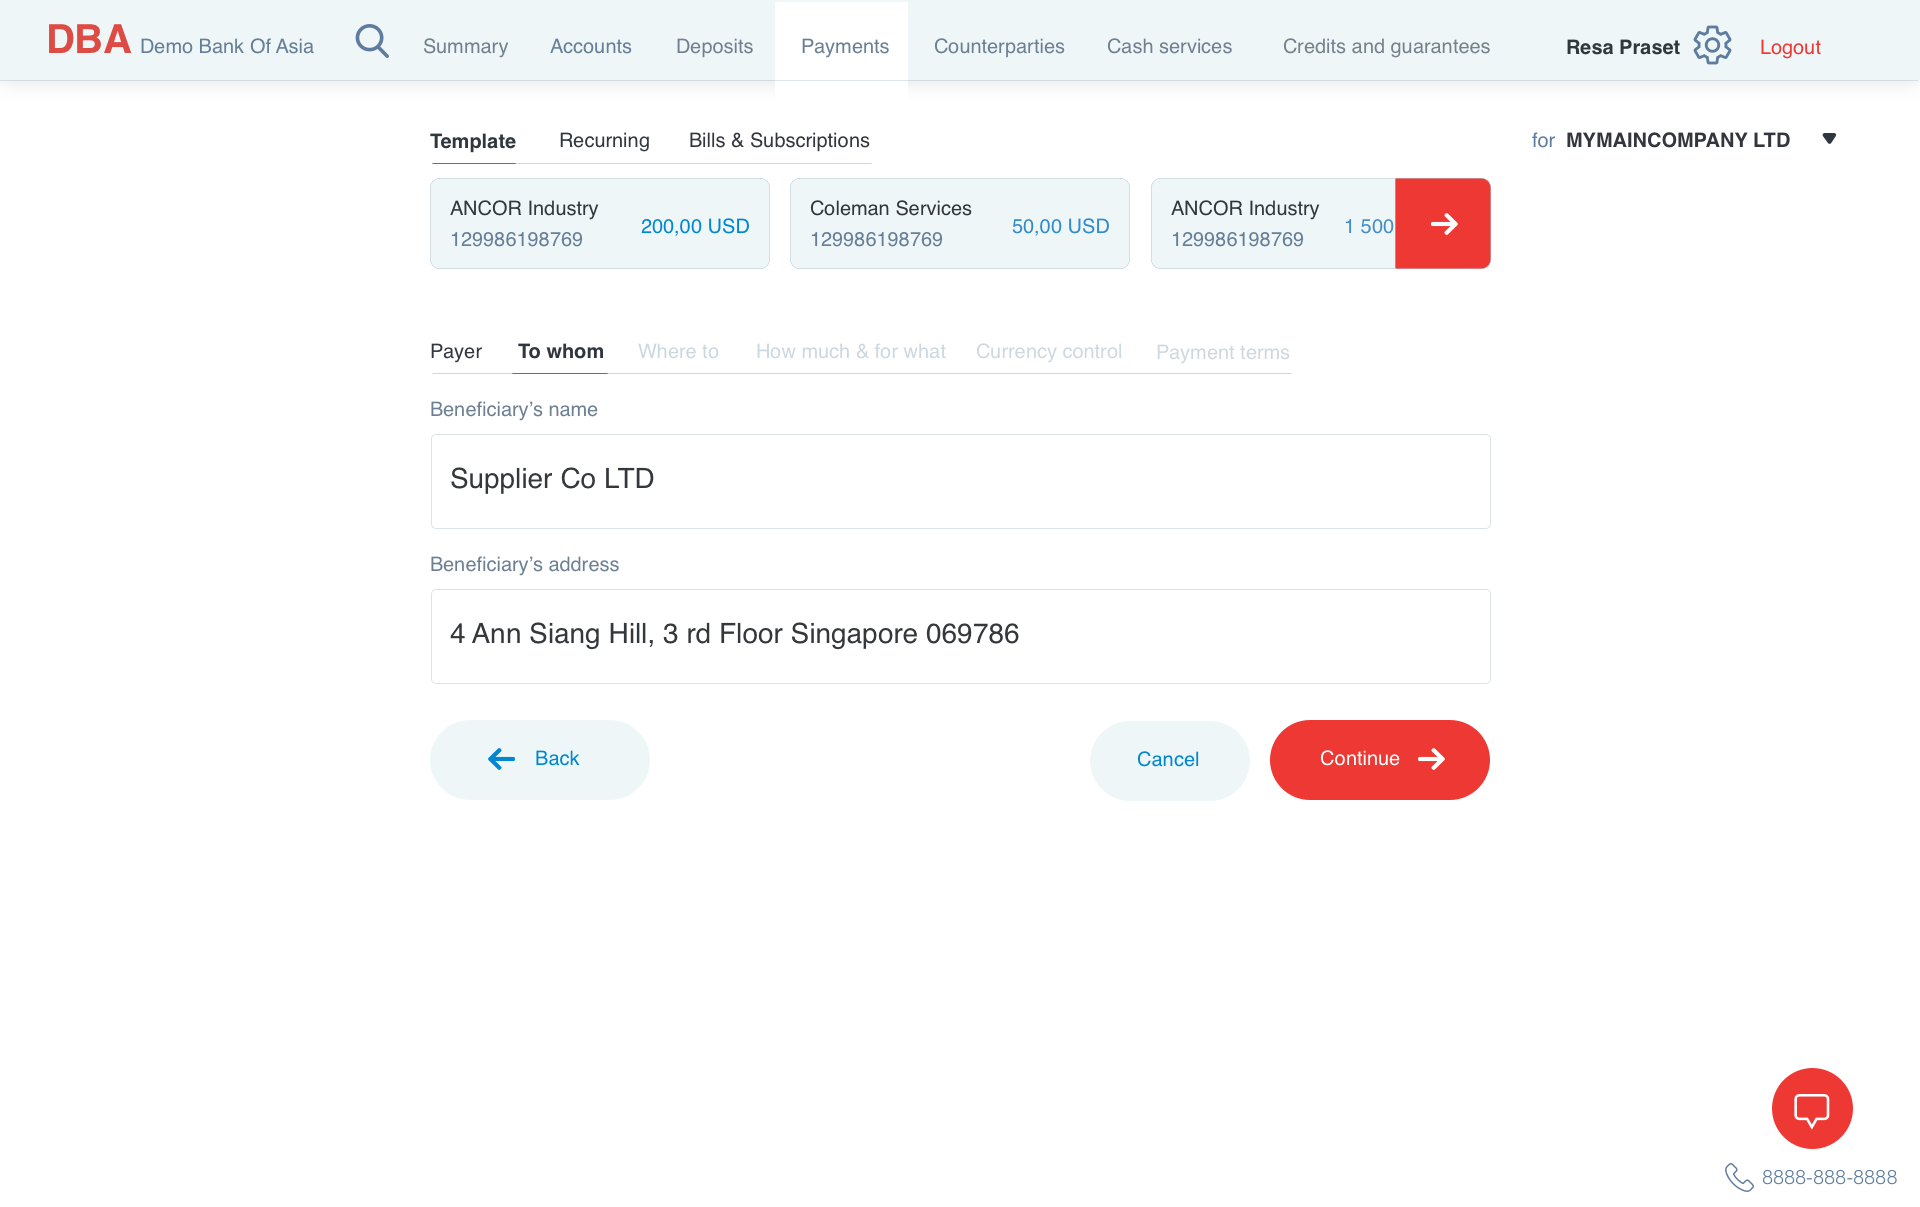 DBA Demo Bank Of Asia Summary Accounts Deposits Payments Counterparties Cash services Credits and guarantees Resa Praset Logout
Template Recurring Bills & Subscriptions for MYMAINCOMPANY LTD
ANCOR Industry
129986198769
200,00 USD
Coleman Services
129986198769
50,00 USD
ANCOR Industry
129986198769
1 500
Payer To whom Where to How much & for what Currency control Payment terms
Beneficiary’s name
Supplier Co LTD
Beneficiary’s address
4 Ann Siang Hill, 3 rd Floor Singapore 069786
Back Cancel Continue
8888-888-8888